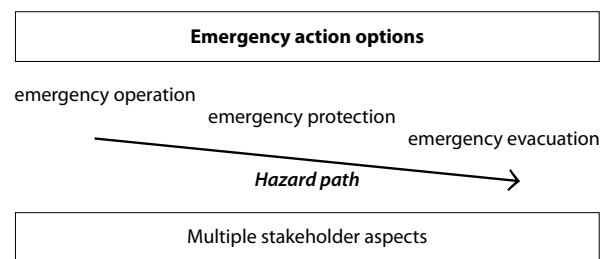 Emergency action options
emergency operation
emergency protection
emergency evacuation
Hazard path
Multiple stakeholder aspects